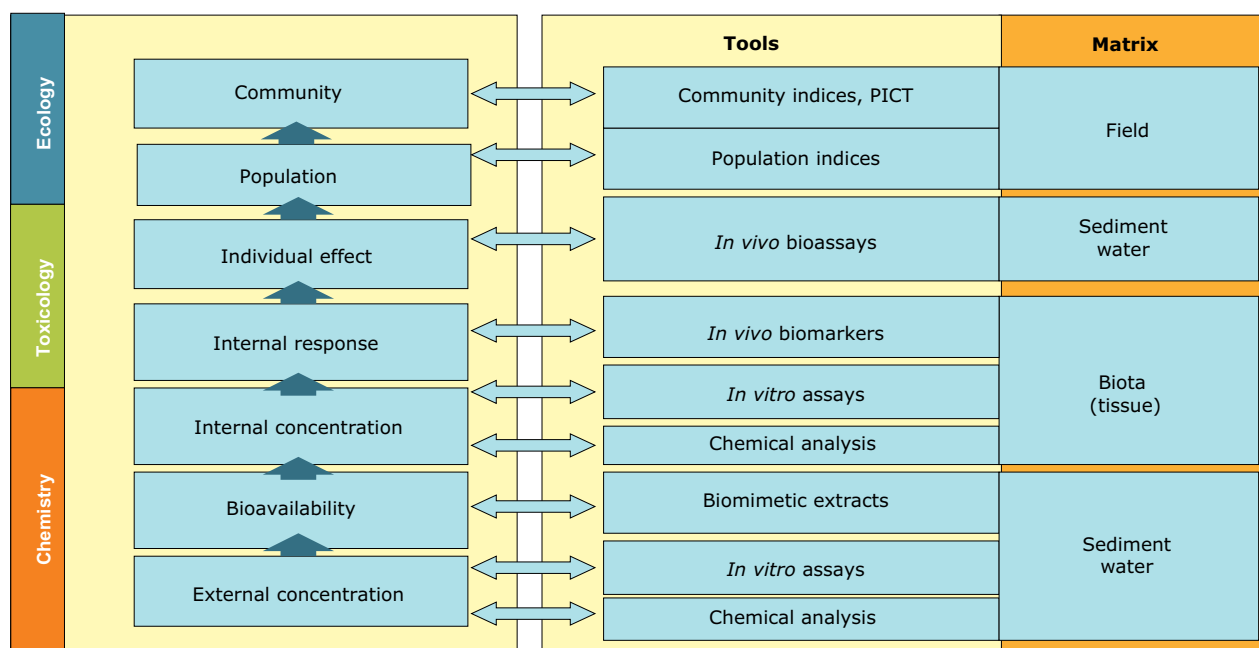 Tools
Matrix
Ecology
Community
Community indices, PICT
Field
Population
Population indices
Toxicology
Individual effect
In vivo bioassays
Sediment
water
Internal response
In vivo biomarkers
Biota
(tissue)
In vitro assays
Chemistry
Internal concentration
Chemical analysis
Bioavailability
Biomimetic extracts
Sediment
water
In vitro assays
External concentration
Chemical analysis